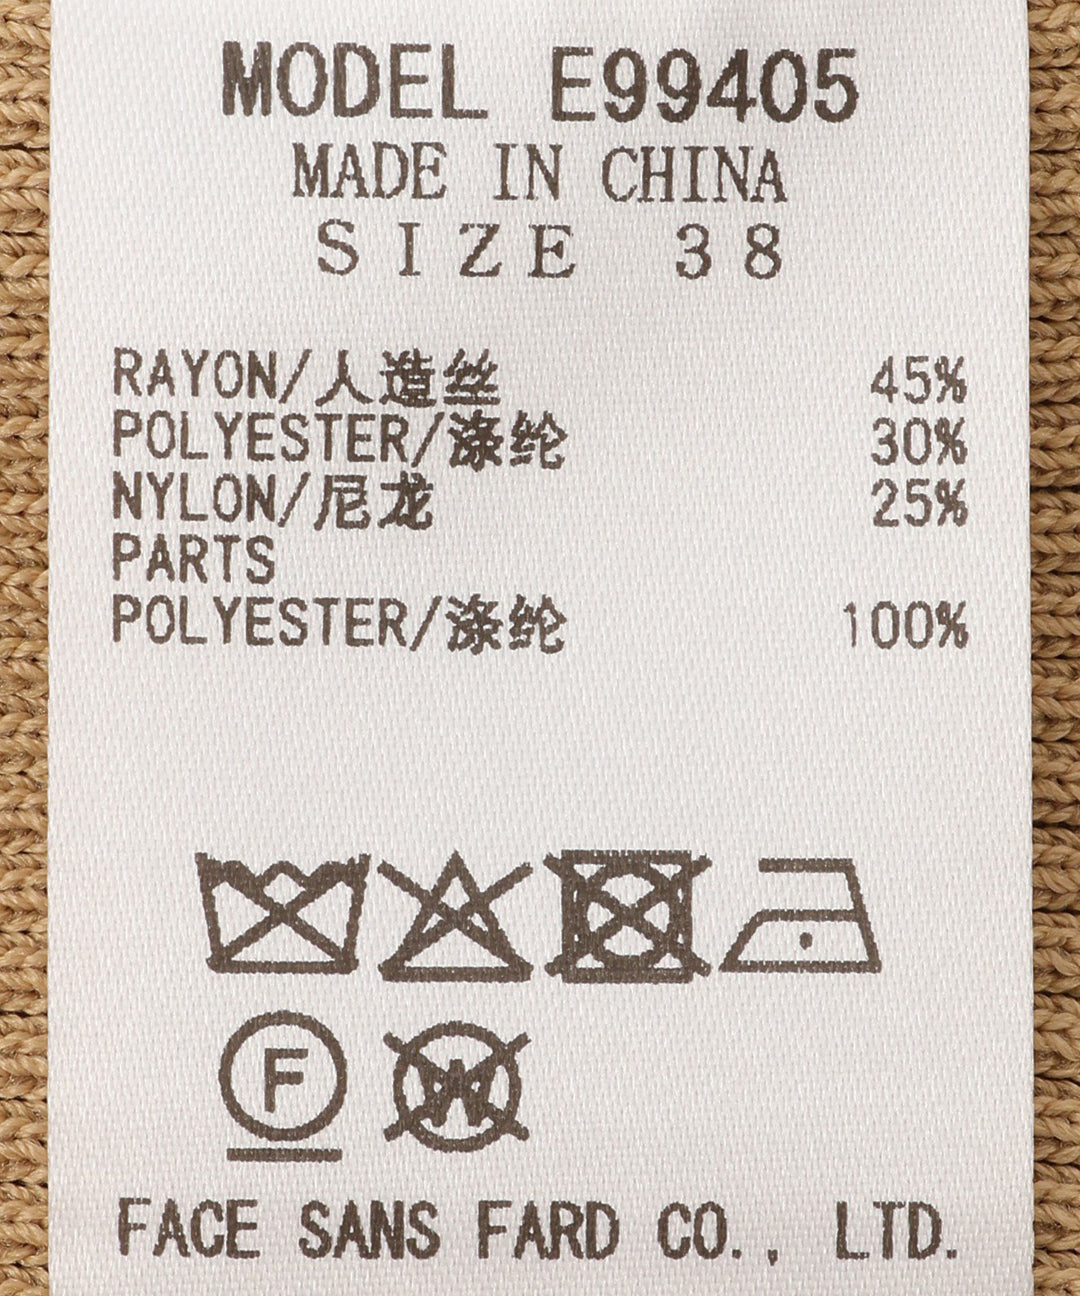 MODEL E99405
MADE IN CHINA
SIZE 38
RAYON/人造丝 45%
POLYESTER/涤纶 30%
NYLON/尼龙 25%
PARTS
POLYESTER/涤纶 100%
F
W
FACE SANS FARD CO., LTD.